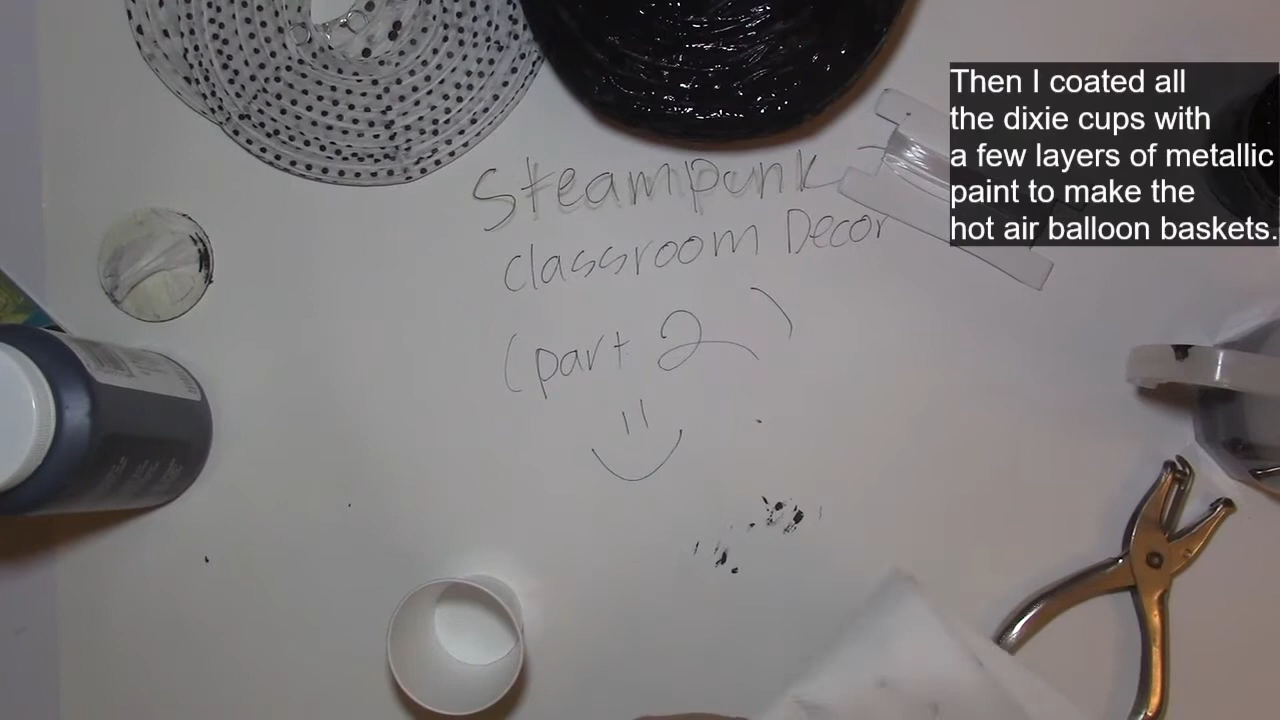 Steampunk
classroom Decor
(part 2)
Then I coated all
the dixie cups with
a few layers of metallic
paint to make the
hot air balloon baskets.